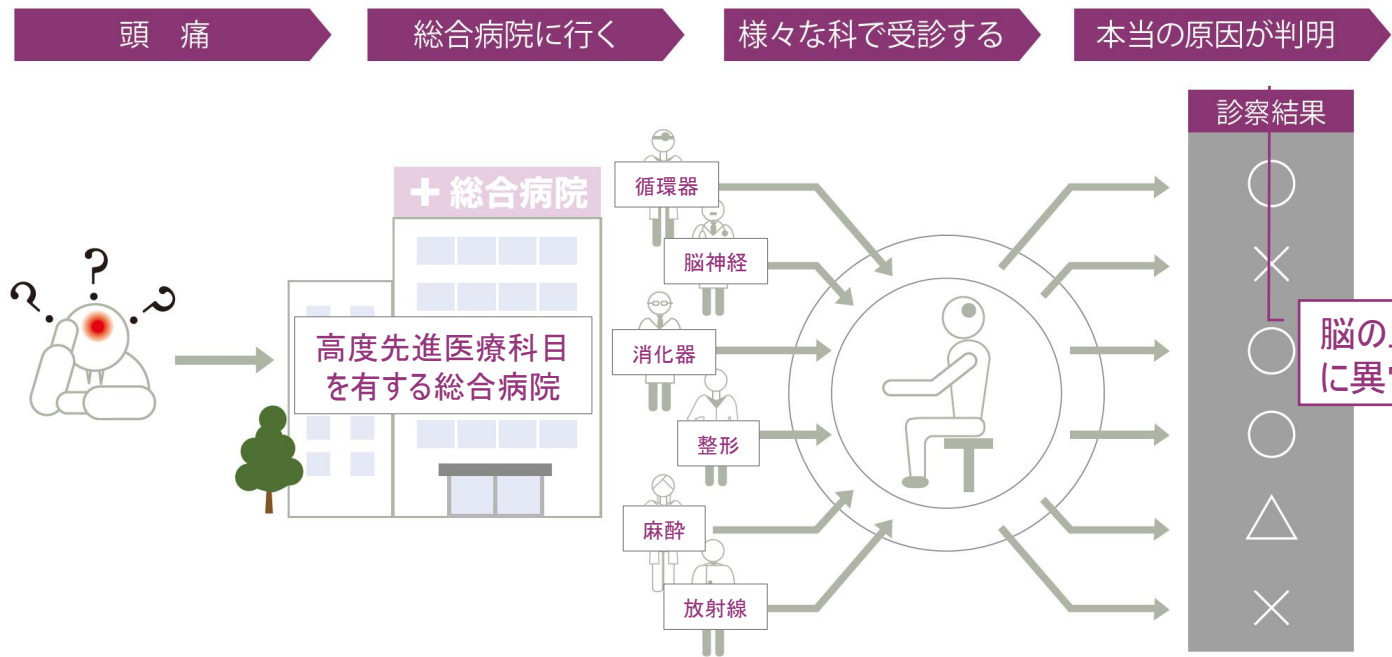 頭 痛
総合病院に行く
様々な科で受診する
本当の原因が判明
診察結果
循環器
総合病院
脳神経
高度先進医療科目
を有する総合病院
消化器
脳の
に異
整形
麻酔
放射線